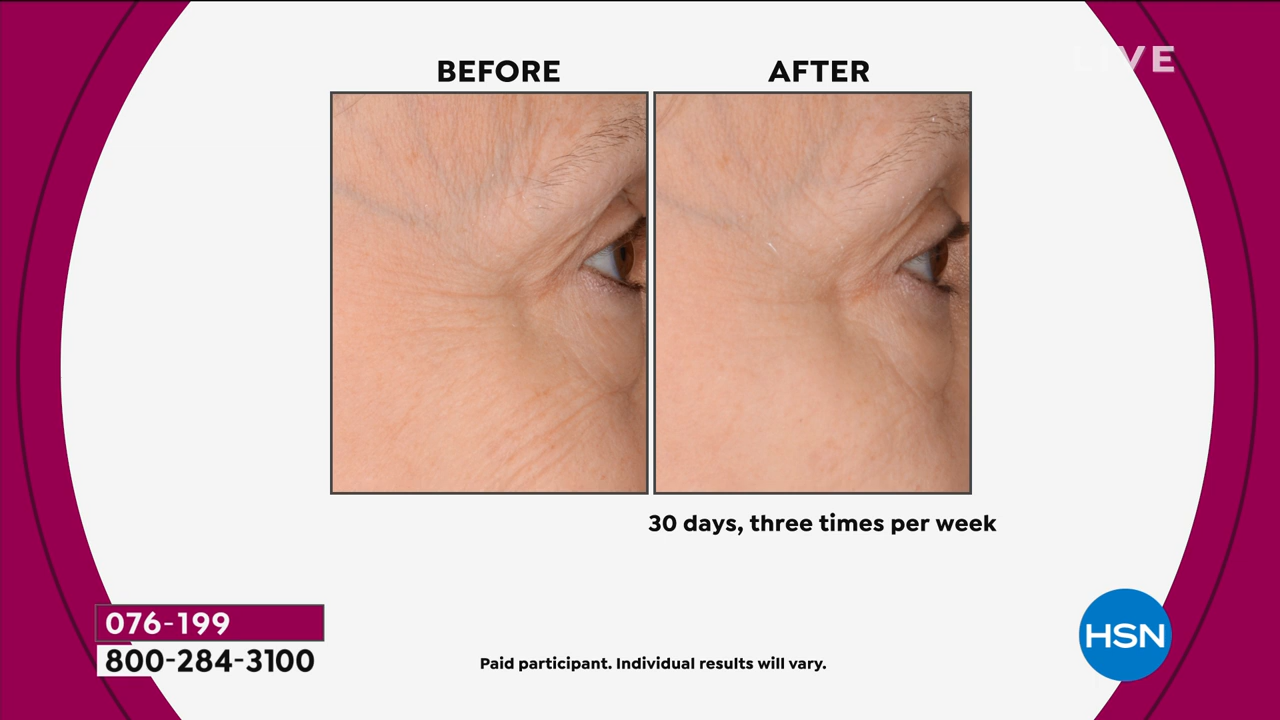 LIVE
BEFORE AFTER
30 days, three times per week
076-199
800-284-3100
Paid participant. Individual results will vary.
HSN